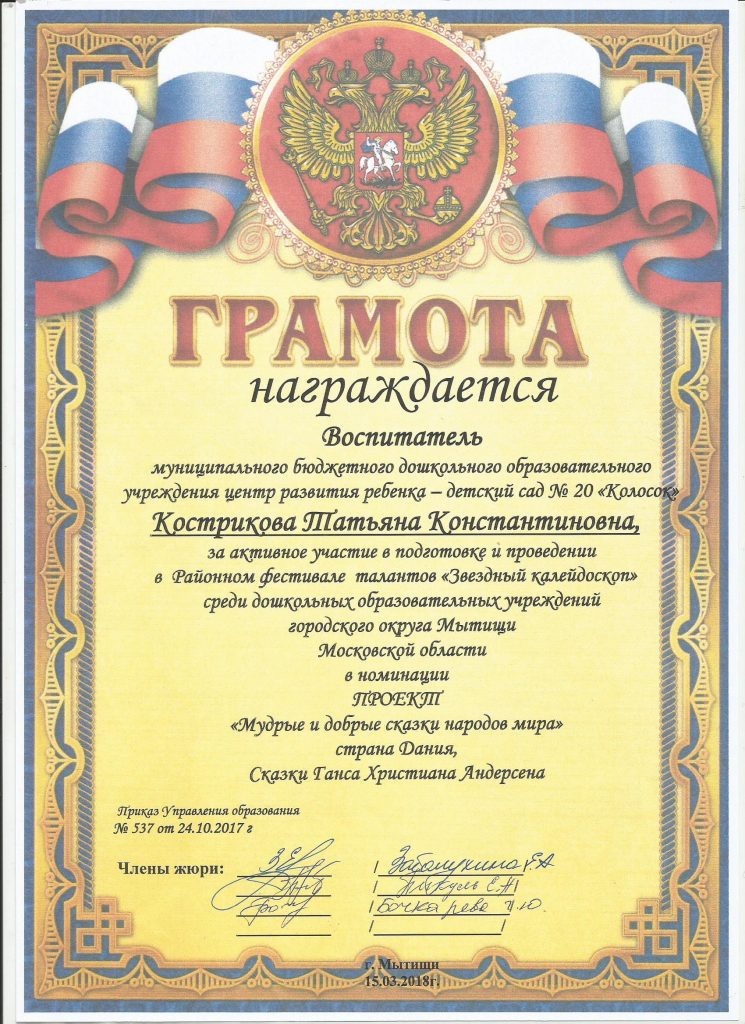 ГРАМОТА
награждается
Воспитатель
муниципального бюджетного дошкольного образовательного
учреждения центр развития ребенка – детский сад № 20 «Колосок»
Кострикова Татьяна Константиновна,
за активное участие в подготовке и проведении
в Районном фестивале талантов «Звездный калейдоскоп»
среди дошкольных образовательных учреждений
городского округа Мытищи
Московской области
в номинации
ПРОЕКТ
«Мудрые и добрые сказки народов мира»
страна Дания,
Сказки Ганса Христиана Андерсена
Приказ Управления образования
№ 537 от 24.10.2017 г
Члены жюри:
Е.А
Е.Н
Бочкарева
г. Мытищи
15.03.2018г.